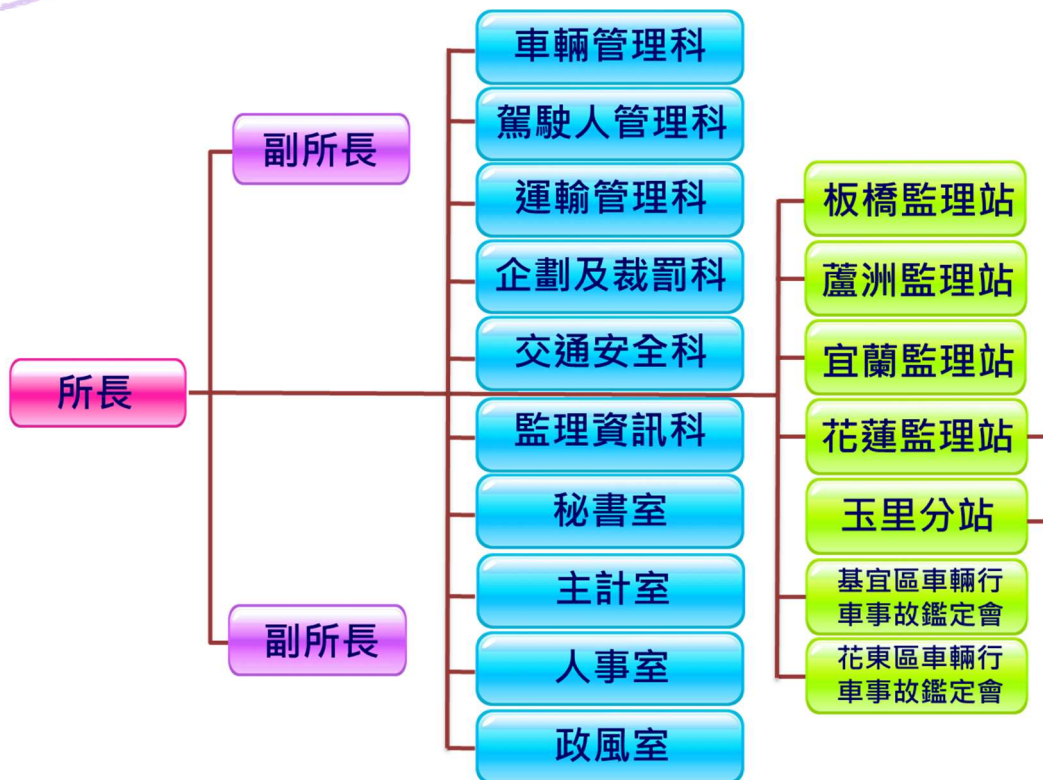 所長
副所長
副所長
車輛管理科
駕駛人管理科
運輸管理科
企劃及裁罰科
交通安全科
監理資訊科
秘書室
主計室
人事室
政風室
板橋監理站
蘆洲監理站
宜蘭監理站
花蓮監理站
玉里分站
基宜區車輛行
車事故鑑定會
花東區車輛行
車事故鑑定會